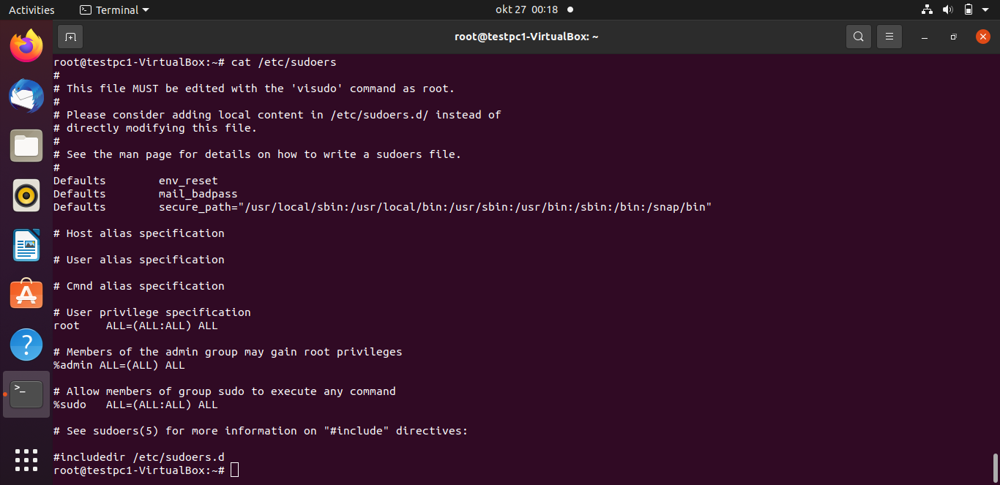 Activities Terminal okt 27 00:18
root@testpc1-VirtualBox: ~
root@testpc1-VirtualBox:~# cat /etc/sudoers
#
# This file MUST be edited with the 'visudo' command as root.
#
# Please consider adding local content in /etc/sudoers.d/ instead of
# directly modifying this file.
#
# See the man page for details on how to write a sudoers file.
#
Defaults        env_reset
Defaults        mail_badpass
Defaults        secure_path="/usr/local/sbin:/usr/local/bin:/usr/sbin:/usr/bin:/sbin:/bin:/snap/bin"
# Host alias specification
# User alias specification
# Cmnd alias specification
# User privilege specification
root    ALL=(ALL:ALL) ALL
# Members of the admin group may gain root privileges
%admin ALL=(ALL) ALL
# Allow members of group sudo to execute any command
%sudo   ALL=(ALL:ALL) ALL
# See sudoers(5) for more information on "#include" directives:
#includedir /etc/sudoers.d
root@testpc1-VirtualBox:~#